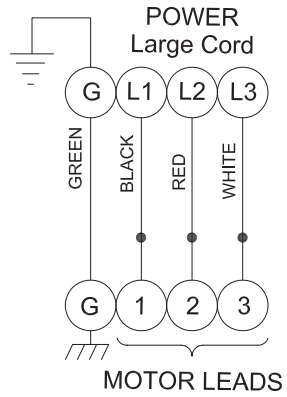 POWER
Large Cord
G L1 L2 L3
GREEN
BLACK
RED
WHITE
G 1 2 3
MOTOR LEADS